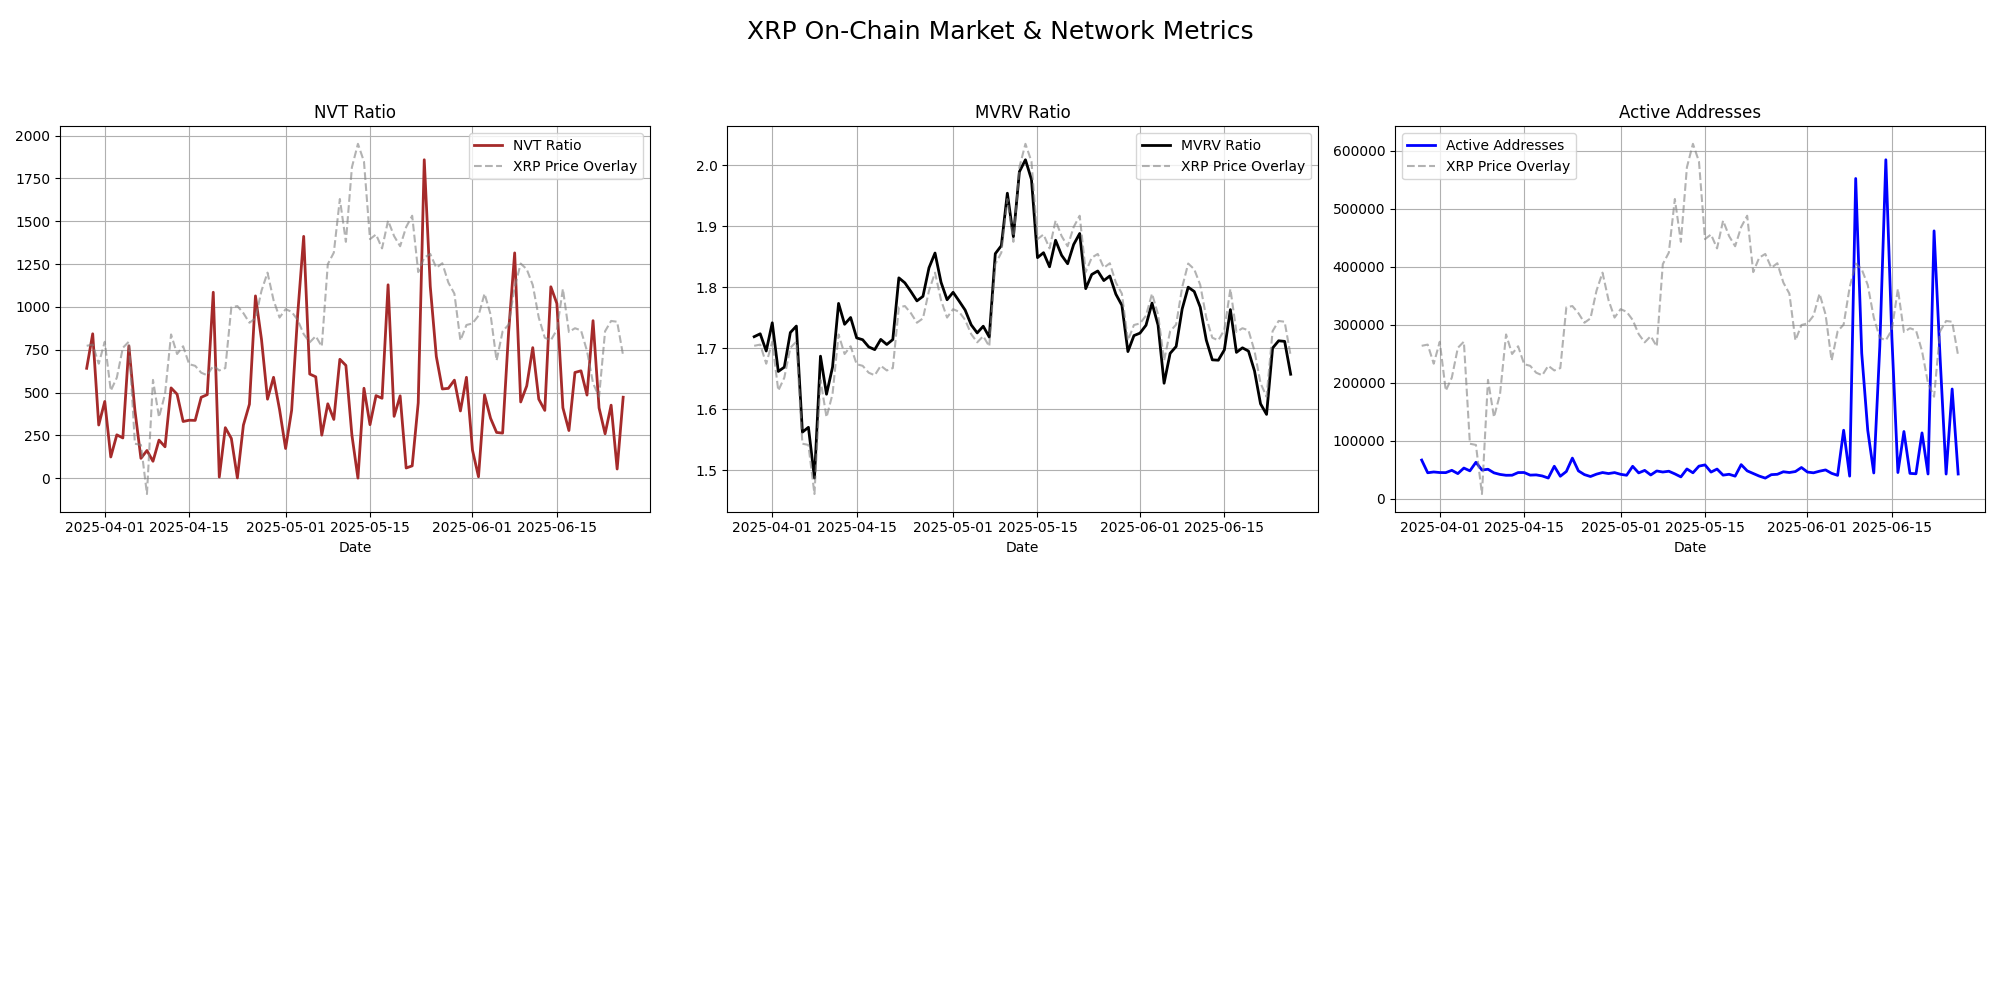 XRP On-Chain Market & Network Metrics
NVT Ratio
2000
1750
1500
1250
1000
750
500
250
0
NVT Ratio
XRP Price Overlay
2025-04-01 2025-04-15 2025-05-01 2025-05-15 2025-06-01 2025-06-15
Date
MVRV Ratio
2.0
1.9
1.8
1.7
1.6
1.5
MVRV Ratio
XRP Price Overlay
2025-04-01 2025-04-15 2025-05-01 2025-05-15 2025-06-01 2025-06-15
Date
Active Addresses
600000
500000
400000
300000
200000
100000
0
Active Addresses
XRP Price Overlay
2025-04-01 2025-04-15 2025-05-01 2025-05-15 2025-06-01 2025-06-15
Date